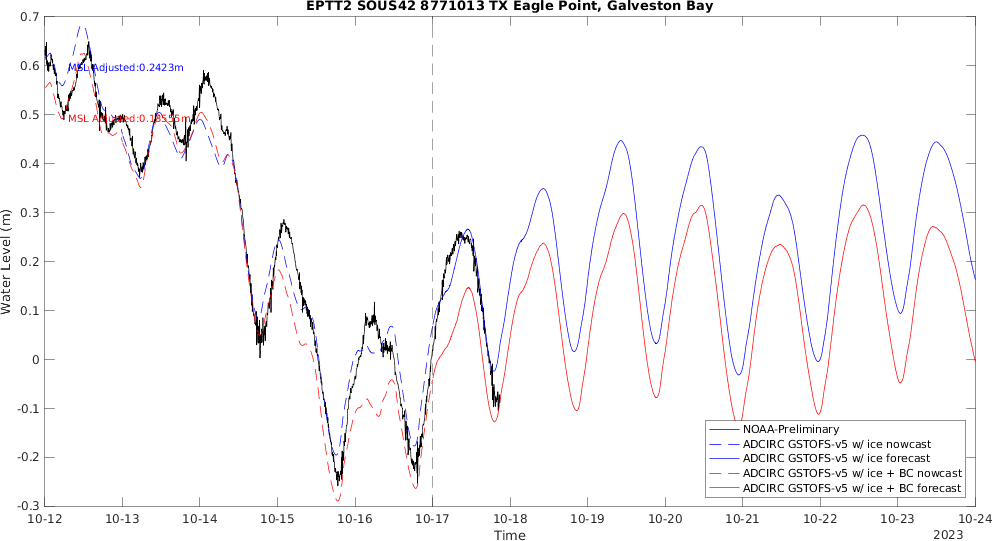 EPTT2 SOUS42 8771013 TX Eagle Point, Galveston Bay
0.7
0.6
0.5
0.4
0.3
0.2
0.1
0
-0.1
-0.2
-0.3
Water Level (m)
MSL Adjusted:0.2423m
MSL Adjusted:0.18535m
NOAA-Preliminary
ADCIRC GSTOFS-v5 w/ ice nowcast
ADCIRC GSTOFS-v5 w/ ice forecast
ADCIRC GSTOFS-v5 w/ice + BC nowcast
ADCIRC GSTOFS-v5 w/ice + BC forecast
10-12 10-13 10-14 10-15 10-16 10-17 10-18 10-19 10-20 10-21 10-22 10-23 10-24
Time
2023